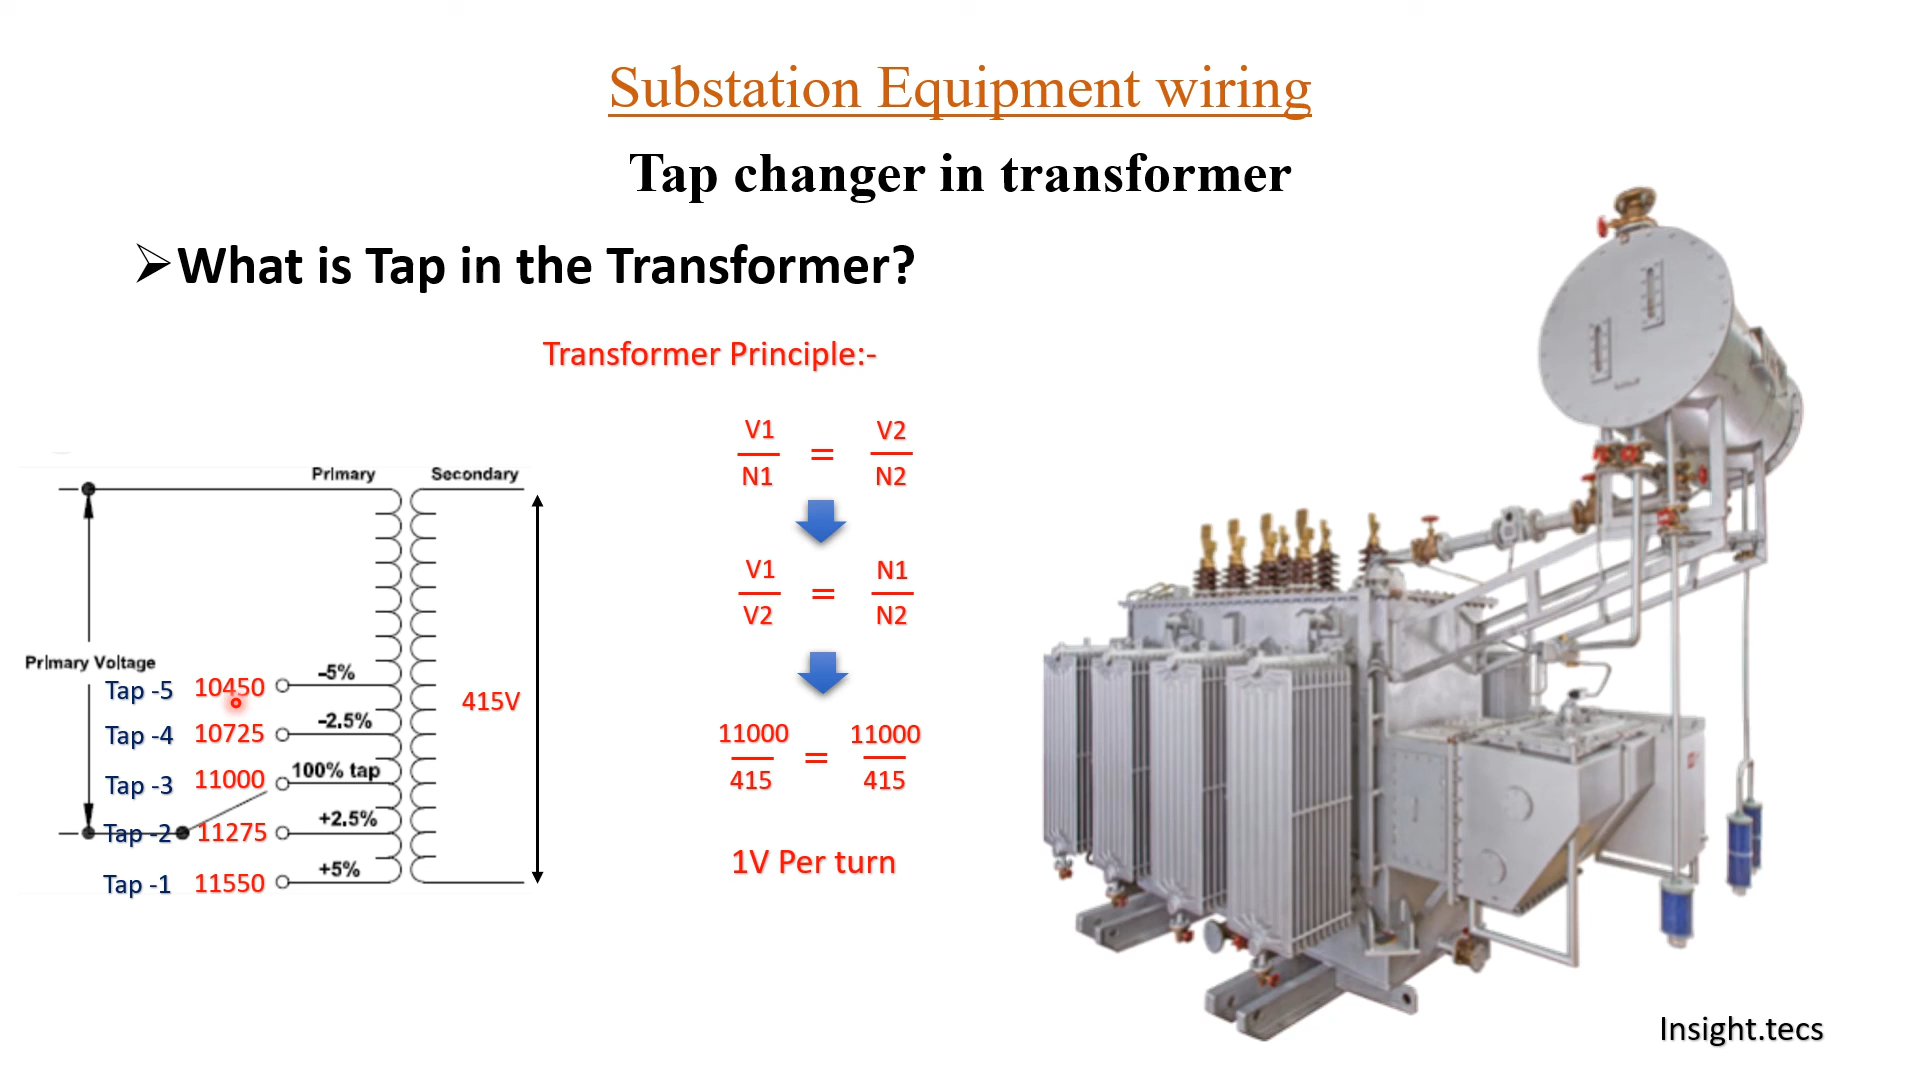 Substation Equipment wiring
Tap changer in transformer
➢What is Tap in the Transformer?
Transformer Principle:-
V1 = V2
N1 N2
V1 = N1
V2 N2
11000 = 11000
415 415
1V Per turn
Primary Secondary
Primary Voltage
Tap -5 10450 -5%
Tap -4 10725 -2.5%
Tap -3 11000 100% tap
Tap -2 11275 +2.5%
Tap -1 11550 +5%
415V
Insight.tecs